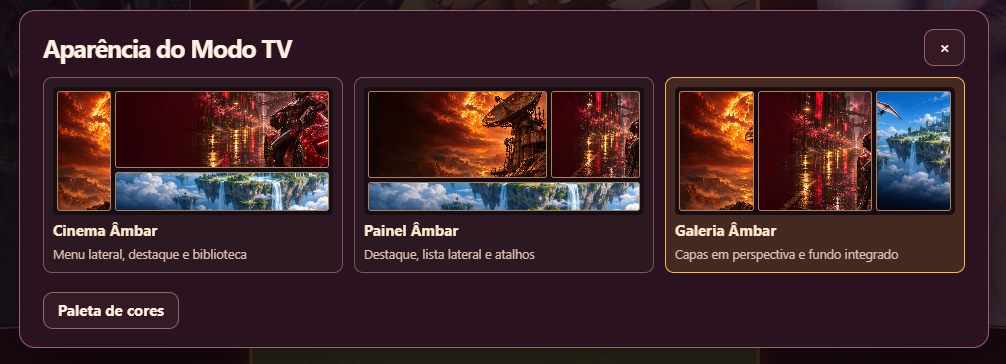 Aparência do Modo TV
×
Cinema Âmbar
Menu lateral, destaque e biblioteca
Painel Âmbar
Destaque, lista lateral e atalhos
Galeria Âmbar
Capas em perspectiva e fundo integrado
Paleta de cores